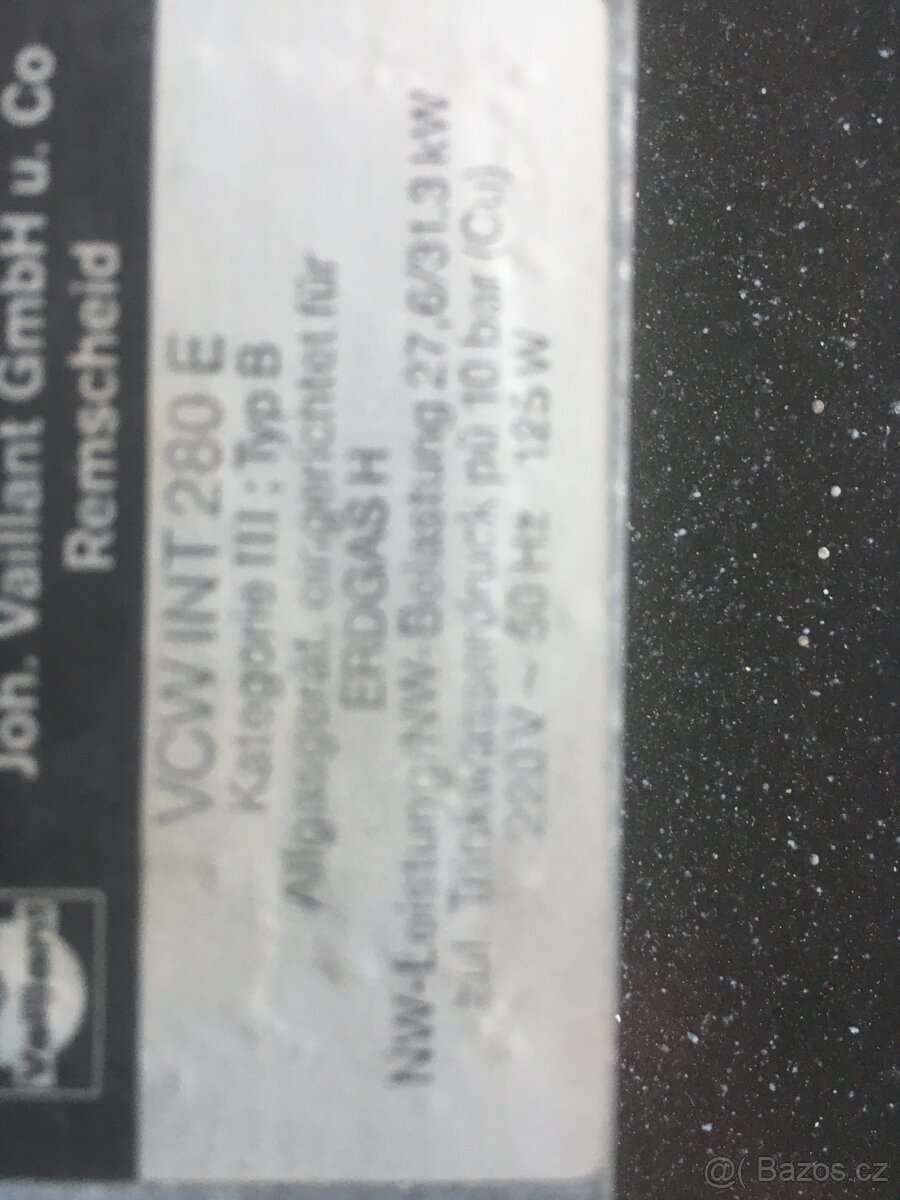 Joh. Vaillant GmbH u. Co
Remscheid
Vaillant
VCW INT 280 E
Kategorie III ; Typ B
Allgasgerät, eingerichtet für
ERDGAS H
NW-Leistung/NW-Belastung 27,6/31.3 kW
zul. Trinkwasserdruck pü 10 bar (Cu)
220 V ~ 50 Hz 125 W
@( Bazos.cz